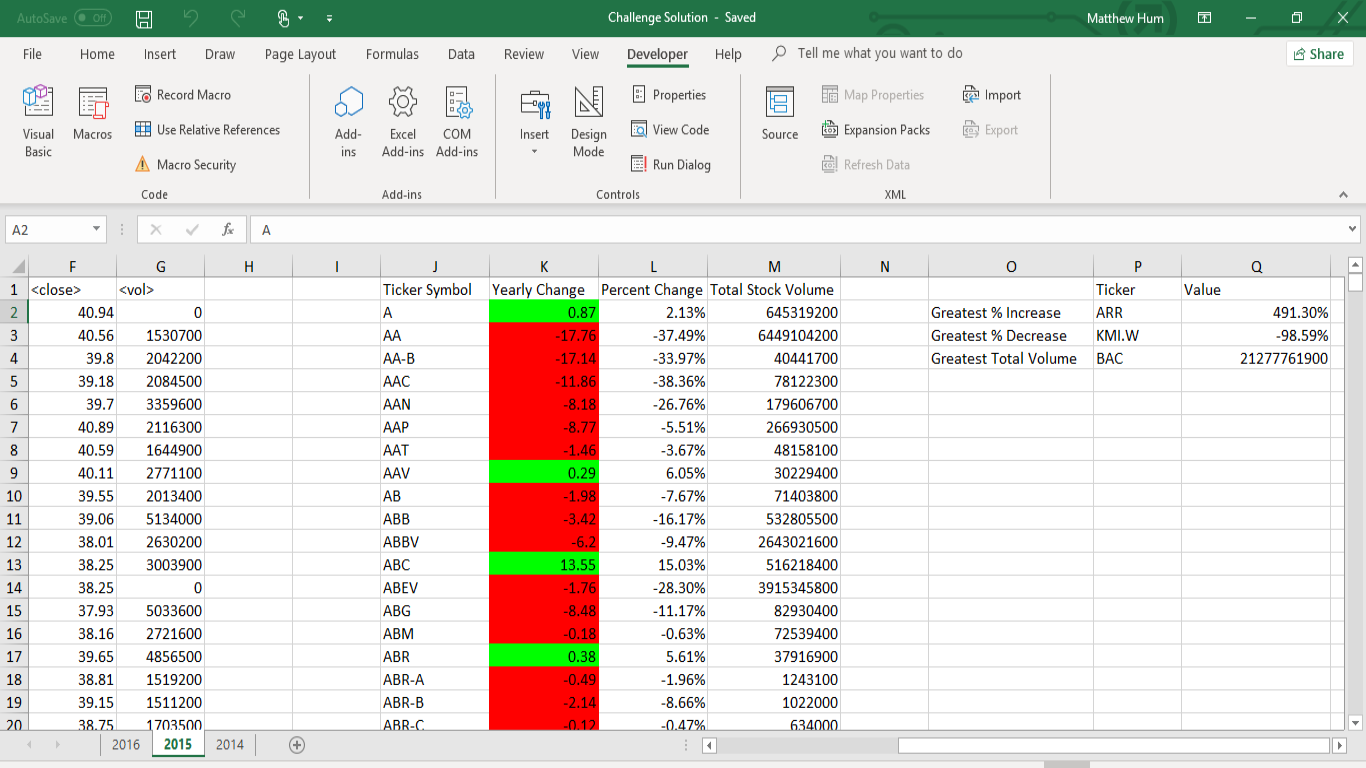 AutoSave Off Challenge Solution - Saved Matthew Hum
File Home Insert Draw Page Layout Formulas Data Review View Developer Help Tell me what you want to do Share
Visual Basic
Macros
Record Macro
Use Relative References
Macro Security
Code
Add-ins
Excel Add-ins
COM Add-ins
Add-ins
Insert
Design Mode
Properties
View Code
Run Dialog
Controls
Source
Map Properties
Expansion Packs
Refresh Data
Import
Export
XML
A2 fx A
F G H I J K L M N O P Q
1 <close> <vol> Ticker Symbol Yearly Change Percent Change Total Stock Volume Ticker Value
2 40.94 0 A 0.87 2.13% 645319200 Greatest % Increase ARR 491.30%
3 40.56 1530700 AA -17.76 -37.49% 6449104200 Greatest % Decrease KMI.W -98.59%
4 39.8 2042200 AA-B -17.14 -33.97% 40441700 Greatest Total Volume BAC 21277761900
5 39.18 2084500 AAC -11.86 -38.36% 78122300
6 39.7 3359600 AAN -8.18 -26.76% 179606700
7 40.89 2116300 AAP -8.77 -5.51% 266930500
8 40.59 1644900 AAT -1.46 -3.67% 48158100
9 40.11 2771100 AAV 0.29 6.05% 30229400
10 39.55 2013400 AB -1.98 -7.67% 71403800
11 39.06 5134000 ABB -3.42 -16.17% 532805500
12 38.01 2630200 ABBV -6.2 -9.47% 2643021600
13 38.25 3003900 ABC 13.55 15.03% 516218400
14 38.25 0 ABEV -1.76 -28.30% 3915345800
15 37.93 5033600 ABG -8.48 -11.17% 82930400
16 38.16 2721600 ABM -0.18 -0.63% 72539400
17 39.65 4856500 ABR 0.38 5.61% 37916900
18 38.81 1519200 ABR-A -0.49 -1.96% 1243100
19 39.15 1511200 ABR-B -2.14 -8.66% 1022000
20 38.75 1703500 ABR-C -0.12 -0.47% 634000
2016 2015 2014